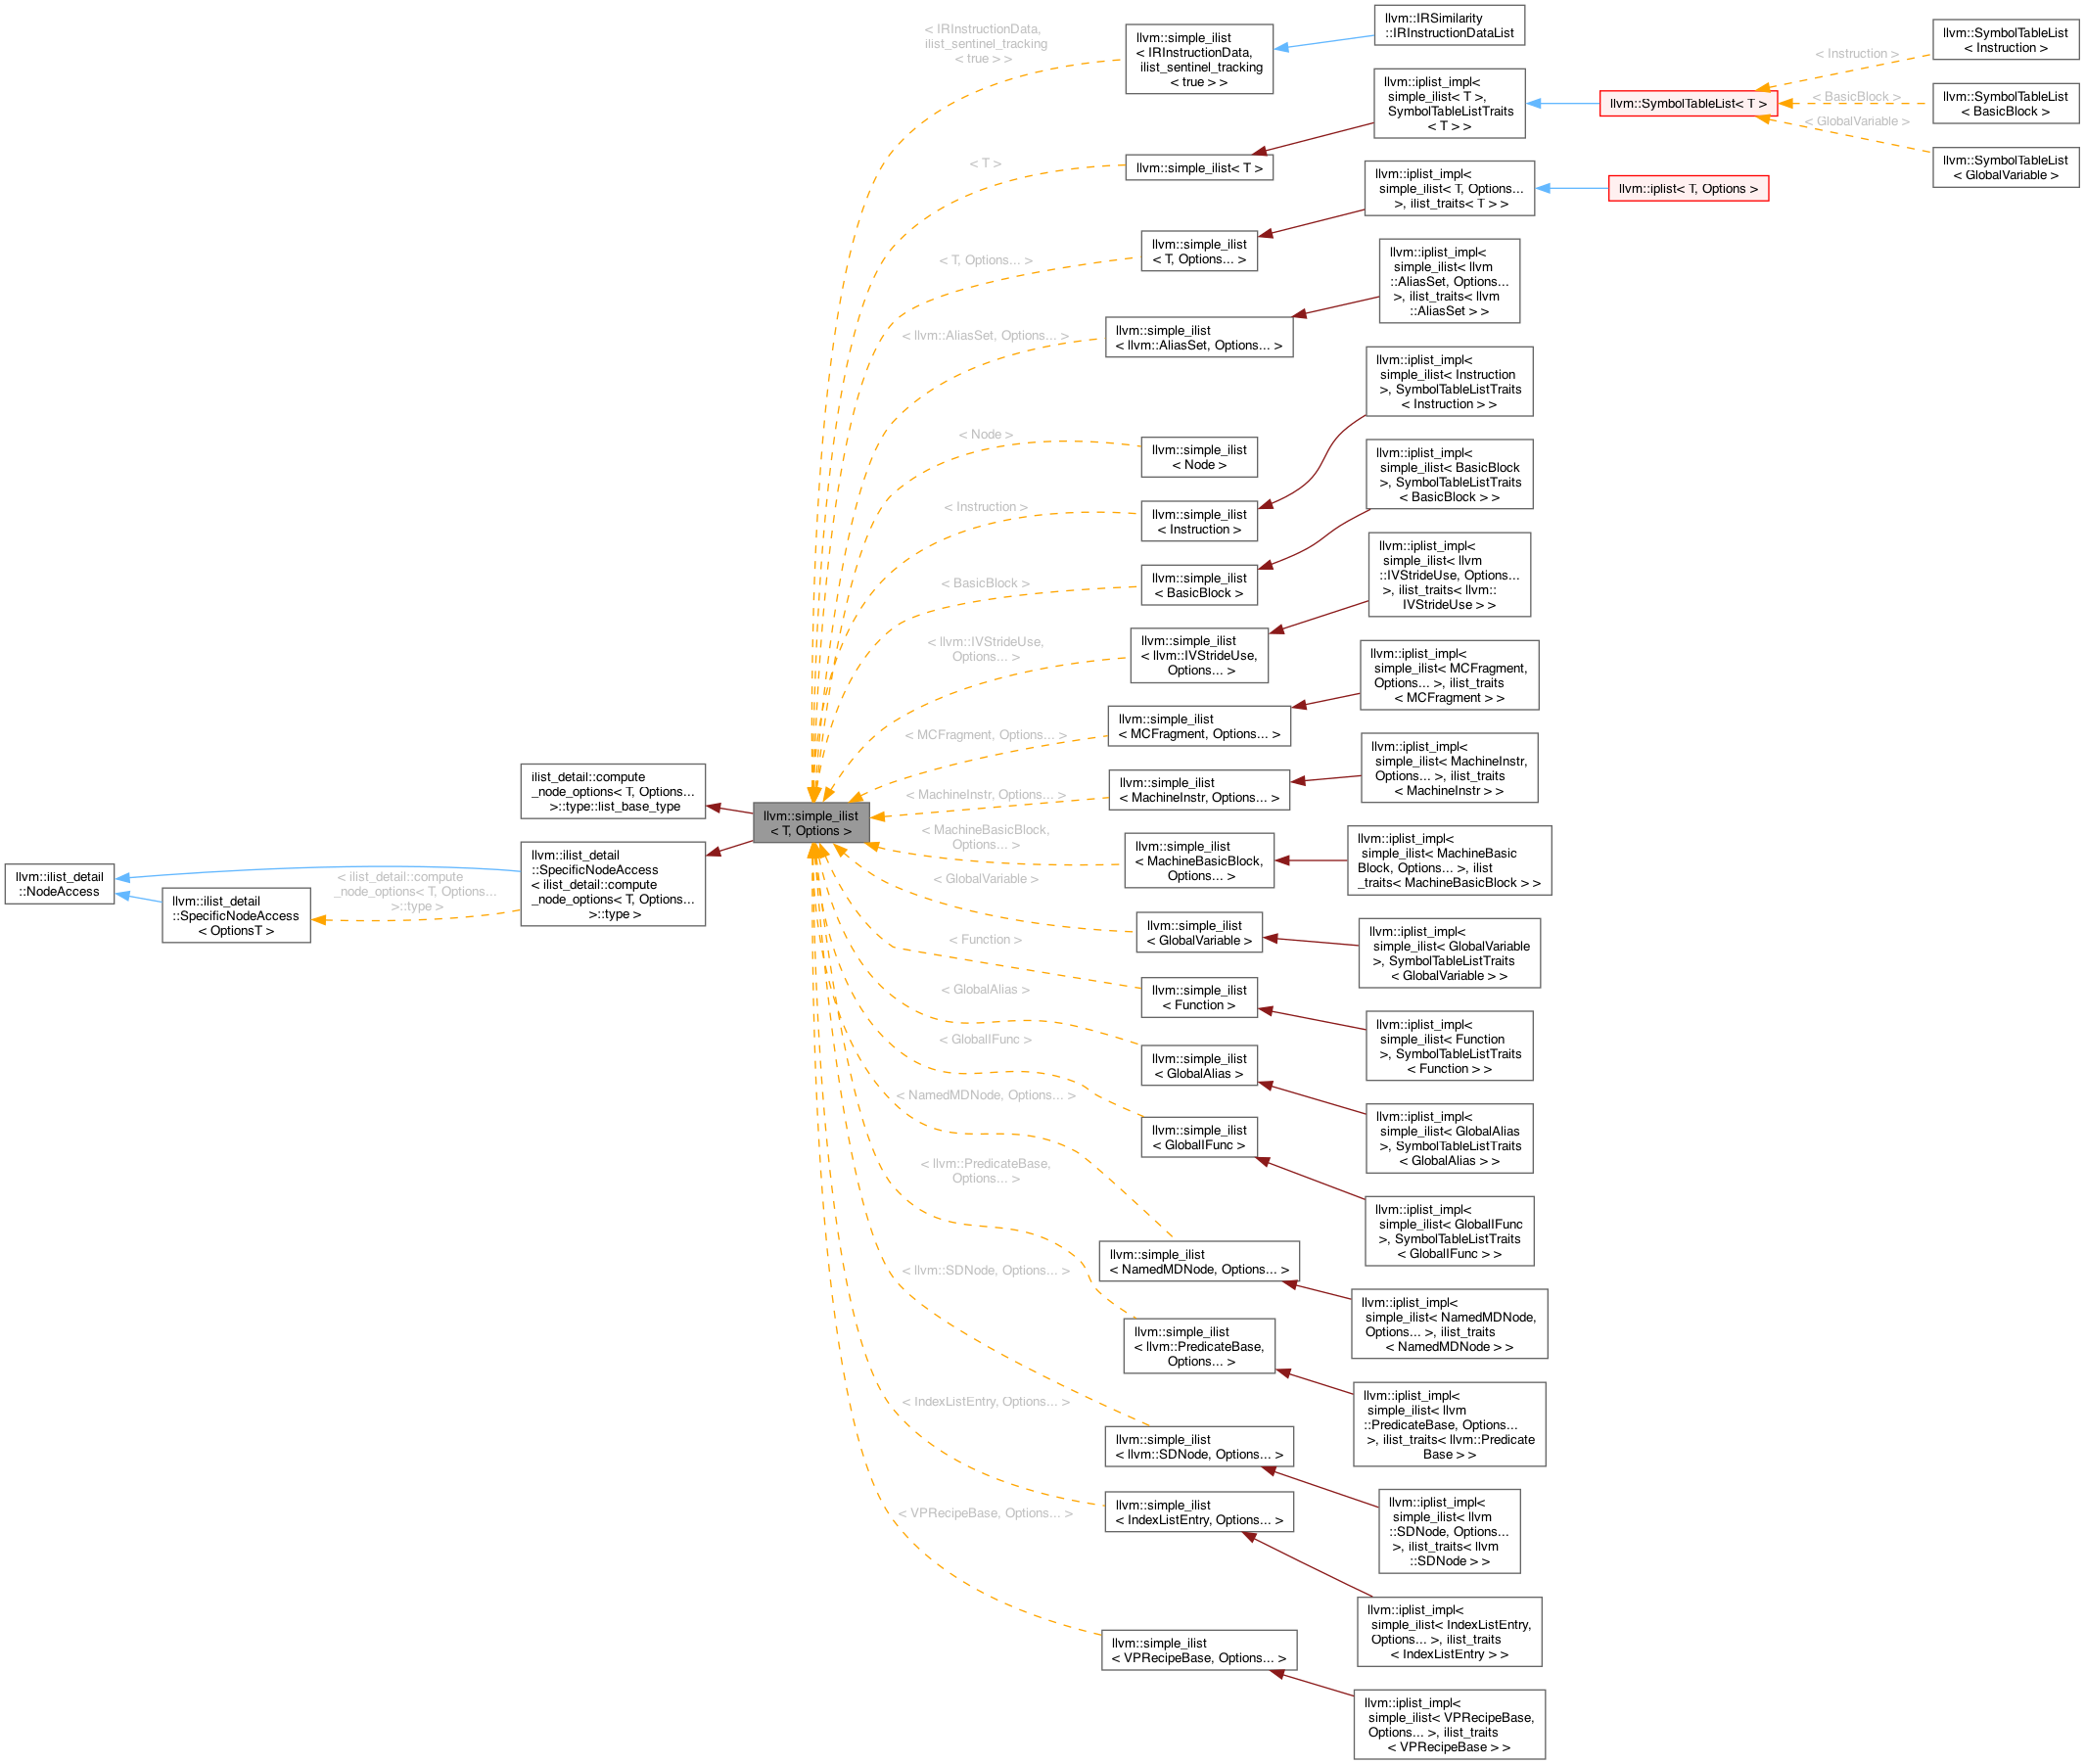 llvm::ilist_detail
::NodeAccess
llvm::ilist_detail
::SpecificNodeAccess
< OptionsT >
< ilist_detail::compute
_node_options< T, Options...
>::type >
ilist_detail::compute
_node_options< T, Options...
>::type::list_base_type
llvm::ilist_detail
::SpecificNodeAccess
< ilist_detail::compute
_node_options< T, Options...
>::type >
llvm::simple_ilist
< T, Options >
< IRInstructionData,
ilist_sentinel_tracking
< true > >
< T >
< T, Options... >
< llvm::AliasSet, Options... >
< Node >
< Instruction >
< BasicBlock >
< llvm::IVStrideUse,
Options... >
< MCFragment, Options... >
< MachineInstr, Options... >
< MachineBasicBlock,
Options... >
< GlobalVariable >
< Function >
< GlobalAlias >
< GlobalIFunc >
< NamedMDNode, Options... >
< llvm::PredicateBase,
Options... >
< llvm::SDNode, Options... >
< IndexListEntry, Options... >
< VPRecipeBase, Options... >
llvm::simple_ilist
< IRInstructionData,
ilist_sentinel_tracking
< true > >
llvm::simple_ilist< T >
llvm::simple_ilist
< T, Options... >
llvm::simple_ilist
< llvm::AliasSet, Options... >
llvm::simple_ilist
< Node >
llvm::simple_ilist
< Instruction >
llvm::simple_ilist
< BasicBlock >
llvm::simple_ilist
< llvm::IVStrideUse,
Options... >
llvm::simple_ilist
< MCFragment, Options... >
llvm::simple_ilist
< MachineInstr, Options... >
llvm::simple_ilist
< MachineBasicBlock,
Options... >
llvm::simple_ilist
< GlobalVariable >
llvm::simple_ilist
< Function >
llvm::simple_ilist
< GlobalAlias >
llvm::simple_ilist
< GlobalIFunc >
llvm::simple_ilist
< NamedMDNode, Options... >
llvm::simple_ilist
< llvm::PredicateBase,
Options... >
llvm::simple_ilist
< llvm::SDNode, Options... >
llvm::simple_ilist
< IndexListEntry, Options... >
llvm::simple_ilist
< VPRecipeBase, Options... >
llvm::IRSimilarity
::IRInstructionDataList
llvm::iplist_impl<
simple_ilist< T >,
SymbolTableListTraits
< T > >
llvm::iplist_impl<
simple_ilist< T, Options...
>, ilist_traits< T > >
llvm::iplist_impl<
simple_ilist< llvm
::AliasSet, Options...
>, ilist_traits< llvm
::AliasSet > >
llvm::iplist_impl<
simple_ilist< Instruction
>, SymbolTableListTraits
< Instruction > >
llvm::iplist_impl<
simple_ilist< BasicBlock
>, SymbolTableListTraits
< BasicBlock > >
llvm::iplist_impl<
simple_ilist< llvm
::IVStrideUse, Options...
>, ilist_traits< llvm::
IVStrideUse > >
llvm::iplist_impl<
simple_ilist< MCFragment,
Options... >, ilist_traits
< MCFragment > >
llvm::iplist_impl<
simple_ilist< MachineInstr,
Options... >, ilist_traits
< MachineInstr > >
llvm::iplist_impl<
simple_ilist< MachineBasic
Block, Options... >, ilist
_traits< MachineBasicBlock > >
llvm::iplist_impl<
simple_ilist< GlobalVariable
>, SymbolTableListTraits
< GlobalVariable > >
llvm::iplist_impl<
simple_ilist< Function
>, SymbolTableListTraits
< Function > >
llvm::iplist_impl<
simple_ilist< GlobalAlias
>, SymbolTableListTraits
< GlobalAlias > >
llvm::iplist_impl<
simple_ilist< GlobalIFunc
>, SymbolTableListTraits
< GlobalIFunc > >
llvm::iplist_impl<
simple_ilist< NamedMDNode,
Options... >, ilist_traits
< NamedMDNode > >
llvm::iplist_impl<
simple_ilist< llvm
::PredicateBase, Options...
>, ilist_traits< llvm::Predicate
Base > >
llvm::iplist_impl<
simple_ilist< llvm
::SDNode, Options...
>, ilist_traits< llvm
::SDNode > >
llvm::iplist_impl<
simple_ilist< IndexListEntry,
Options... >, ilist_traits
< IndexListEntry > >
llvm::iplist_impl<
simple_ilist< VPRecipeBase,
Options... >, ilist_traits
< VPRecipeBase > >
llvm::SymbolTableList< T >
llvm::iplist< T, Options >
< Instruction >
< BasicBlock >
< GlobalVariable >
llvm::SymbolTableList
< Instruction >
llvm::SymbolTableList
< BasicBlock >
llvm::SymbolTableList
< GlobalVariable >